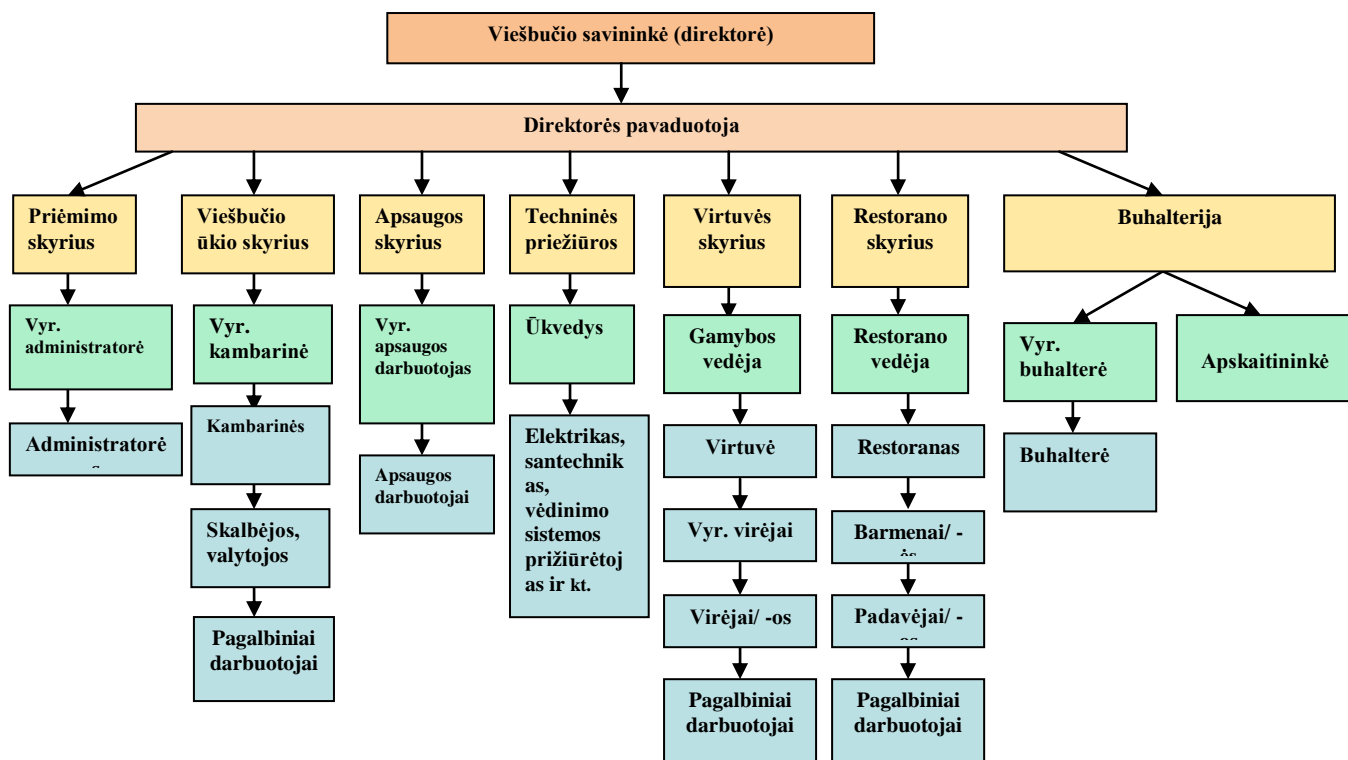 Viešbučio savininkė (direktorė)
Direktorės pavaduotoja
Priėmimo
skyrius
Viešbučio
ūkio skyrius
Apsaugos
skyrius
Techninės
priežiūros
Virtuvės
skyrius
Restorano
skyrius
Buhalterija
Vyr.
administratorė
Vyr.
kambarinė
Vyr.
apsaugos
darbuotojas
Ūkvedys
Gamybos
vedėja
Restorano
vedėja
Vyr.
buhalterė
Apskaitininkė
Administratorė
Kambarinės
Apsaugos
darbuotojai
Elektrikas,
santechnik
as,
vėdinimo
sistemos
prižiūrėtoj
as ir kt.
Virtuvė
Restoranas
Buhalterė
Skalbėjos,
valytojos
Vyr. virėjai
Barmenai/ -
Pagalbiniai
darbuotojai
Virėjai/ -os
Padavėjai/ -
Pagalbiniai
darbuotojai
Pagalbiniai
darbuotojai